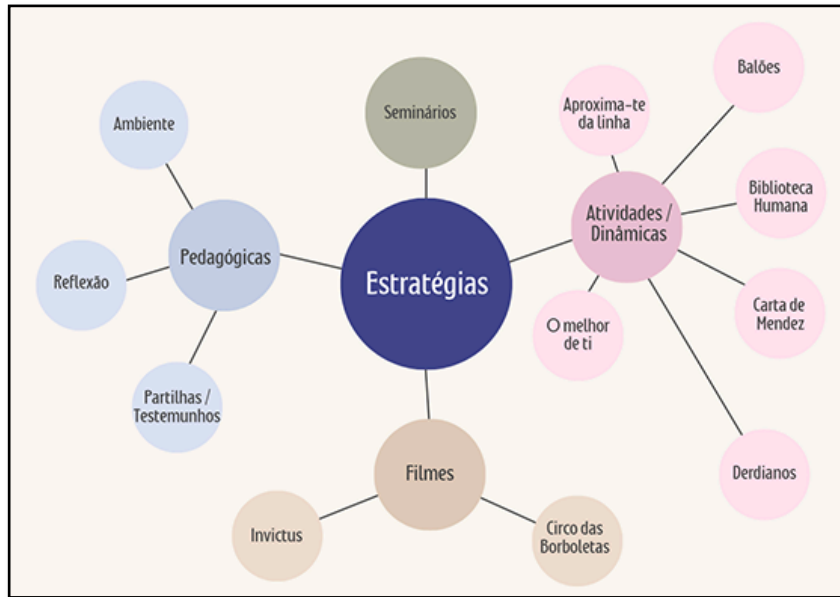 Estratégias
Seminários
Pedagógicas
Ambiente
Reflexão
Partilhas /
Testemunhos
Filmes
Invictus
Circo das
Borboletas
Atividades /
Dinâmicas
Aproxima-te
da linha
Balões
Biblioteca
Humana
Carta de
Mendez
Derdianos
O melhor
de ti